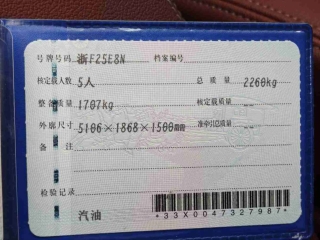 号牌号码 浙F25E8N 档案编号
核定载人数 5人 总质量 2260kg
整备质量 1707kg 核定载质量 --
外廓尺寸 5106×1868×1500mm 准牵引总质量 --
备注
检验记录
汽油
*33X0047327987*